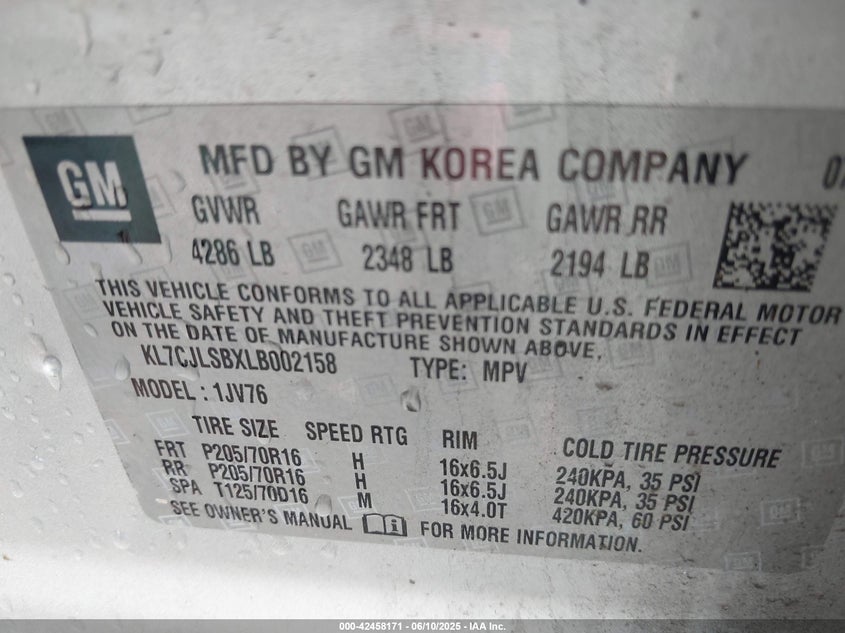 GM MFD BY GM KOREA COMPANY
GVWR GAWR FRT GAWR RR
4286 LB 2348 LB 2194 LB
THIS VEHICLE CONFORMS TO ALL APPLICABLE U.S. FEDERAL MOTOR
VEHICLE SAFETY AND THEFT PREVENTION STANDARDS IN EFFECT
ON THE DATE OF MANUFACTURE SHOWN ABOVE.
KL7CJLSBXLB002158 TYPE: MPV
MODEL : 1JV76
TIRE SIZE SPEED RTG RIM COLD TIRE PRESSURE
FRT P205/70R16 H 16x6.5J 240KPA, 35 PSI
RR P205/70R16 H 16x6.5J 240KPA, 35 PSI
SPA T125/70D16 M 16x4.0T 420KPA, 60 PSI
SEE OWNER'S MANUAL FOR MORE INFORMATION.
000-42458171 - 06/10/2025 - IAA Inc.